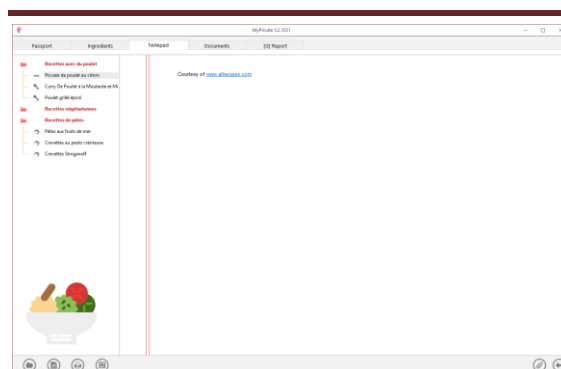 MyPrivate 5.2.1001
Passport Ingredients Notepad Documents (G) Report
Recettes avec du poulet
Piccata de poulet au citron
Curry De Poulet à la Moutarde et Mi
Poulet grillé épicé
Recettes végétariennes
Recettes de pâtes
Pâtes aux fruits de mer
Crevettes au pesto crémeuse
Crevettes Stroganoff
Courtesy of www.allrecipes.com